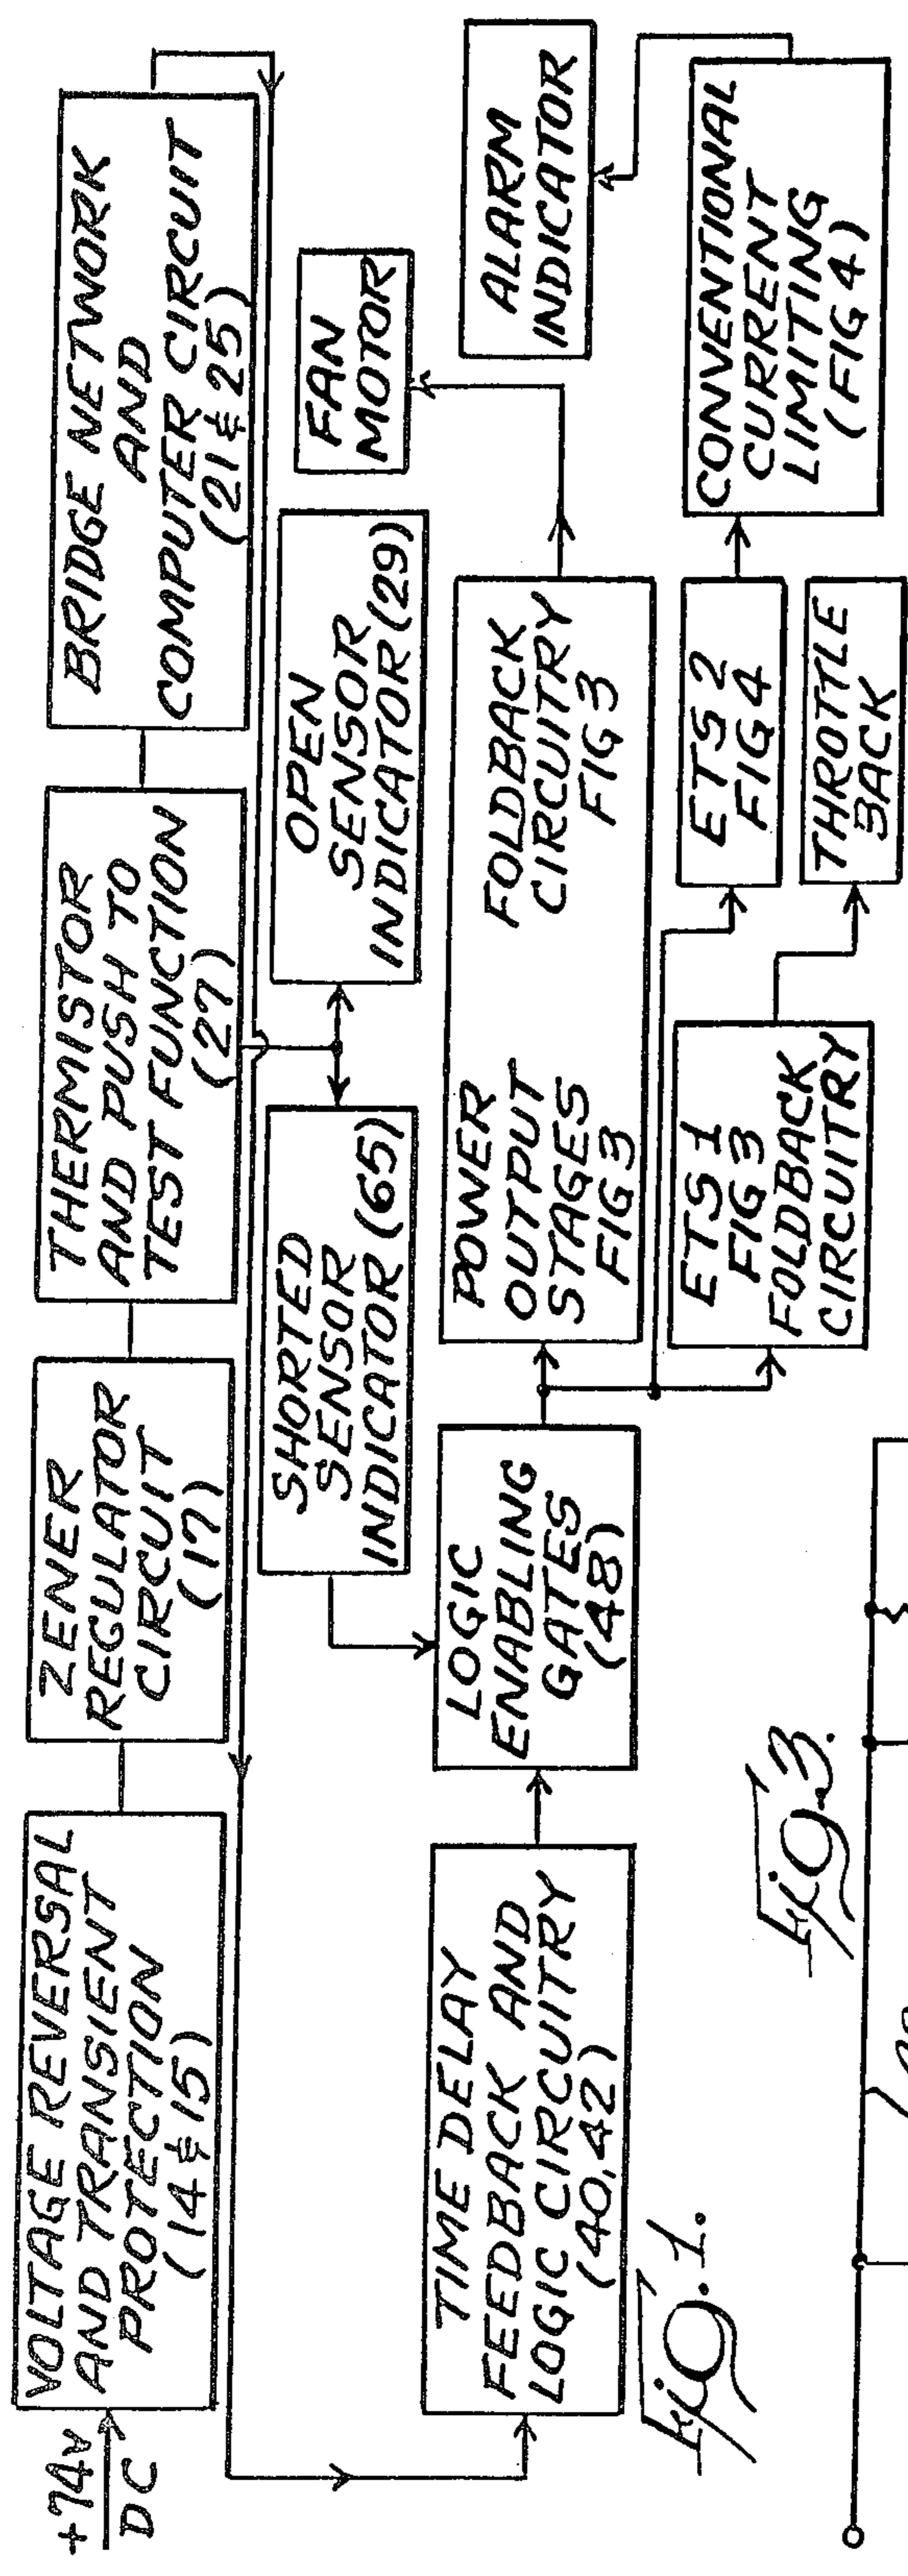 +74V
DC
VOLTAGE REVERSAL
AND TRANSIENT
PROTECTION
(14 & 15)
ZENER
REGULATOR
CIRCUIT
(17)
THERMISTOR
AND PUSH TO
TEST FUNCTION
(27)
BRIDGE NETWORK
AND
COMPUTER CIRCUIT
(21 & 25)
SHORTED
SENSOR
INDICATOR (65)
OPEN
SENSOR
INDICATOR (29)
FAN
MOTOR
TIME DELAY
FEEDBACK AND
LOGIC CIRCUITRY
(40,42)
LOGIC
ENABLING
GATES
(48)
POWER
OUTPUT
STAGES
FIG 3
FOLDBACK
CIRCUITRY
FIG 3
ALARM
INDICATOR
ETS 1
FIG 3
FOLDBACK
CIRCUITRY
ETS 2
FIG 4
THROTTLE
BACK
CONVENTIONAL
CURRENT
LIMITING
(FIG 4)
Fig. 1.
Fig. 3.